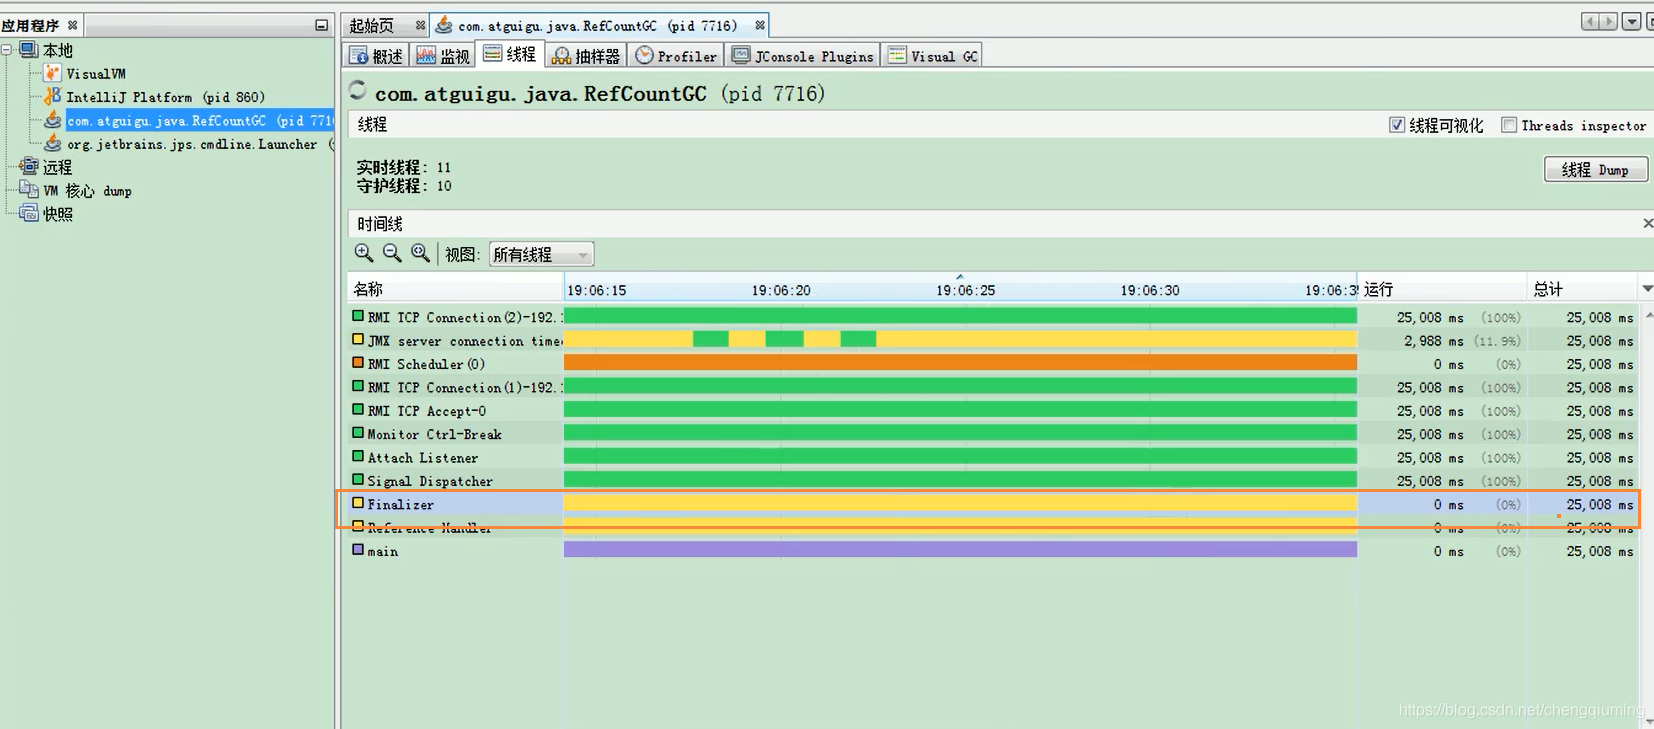 应用程序
本地
VisualVM
IntelliJ Platform (pid 860)
com.atguigu.java.RefCountGC (pid 771
org.jetbrains.jps.cmdline.Launcher (
远程
VM 核心 dump
快照
起始页
com.atguigu.java.RefCountGC (pid 7716)
概述 监视 线程 抽样器 Profiler JConsole Plugins Visual GC
com.atguigu.java.RefCountGC (pid 7716)
线程
线程可视化 Threads inspector
实时线程: 11
守护线程: 10
线程 Dump
时间线
视图: 所有线程
名称 19:06:15 19:06:20 19:06:25 19:06:30 19:06:3 运行 总计
RMI TCP Connection(2)-192. 25,008 ms (100%) 25,008 ms
JMX server connection time 2,988 ms (11.9%) 25,008 ms
RMI Scheduler(0) 0 ms (0%) 25,008 ms
RMI TCP Connection(1)-192. 25,008 ms (100%) 25,008 ms
RMI TCP Accept-0 25,008 ms (100%) 25,008 ms
Monitor Ctrl-Break 25,008 ms (100%) 25,008 ms
Attach Listener 25,008 ms (100%) 25,008 ms
Signal Dispatcher 25,008 ms (100%) 25,008 ms
Finalizer 0 ms (0%) 25,008 ms
Reference Handler 0 ms (0%) 25,008 ms
main 0 ms (0%) 25,008 ms
https://blog.csdn.net/chengqiuming